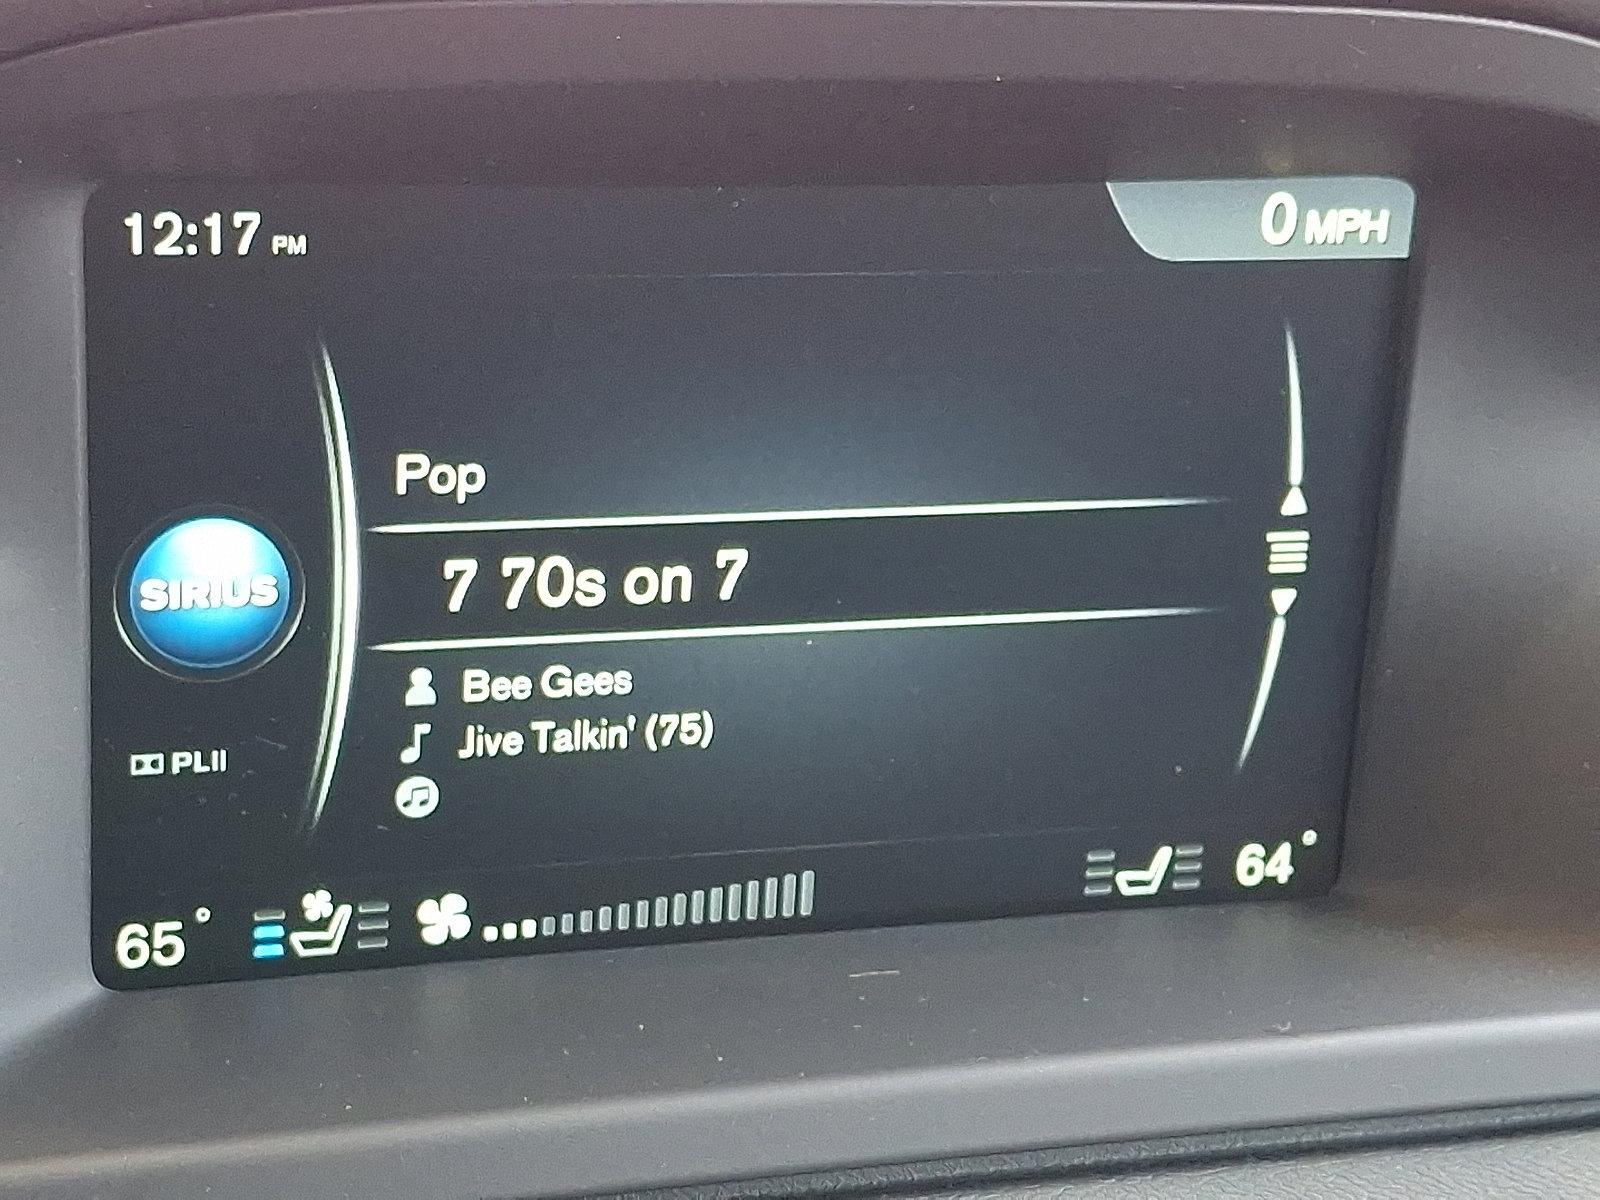 12:17 PM
0 MPH
Pop
SIRIUS
7 70s on 7
Bee Gees
Jive Talkin' (75)
PLII
65°
64°